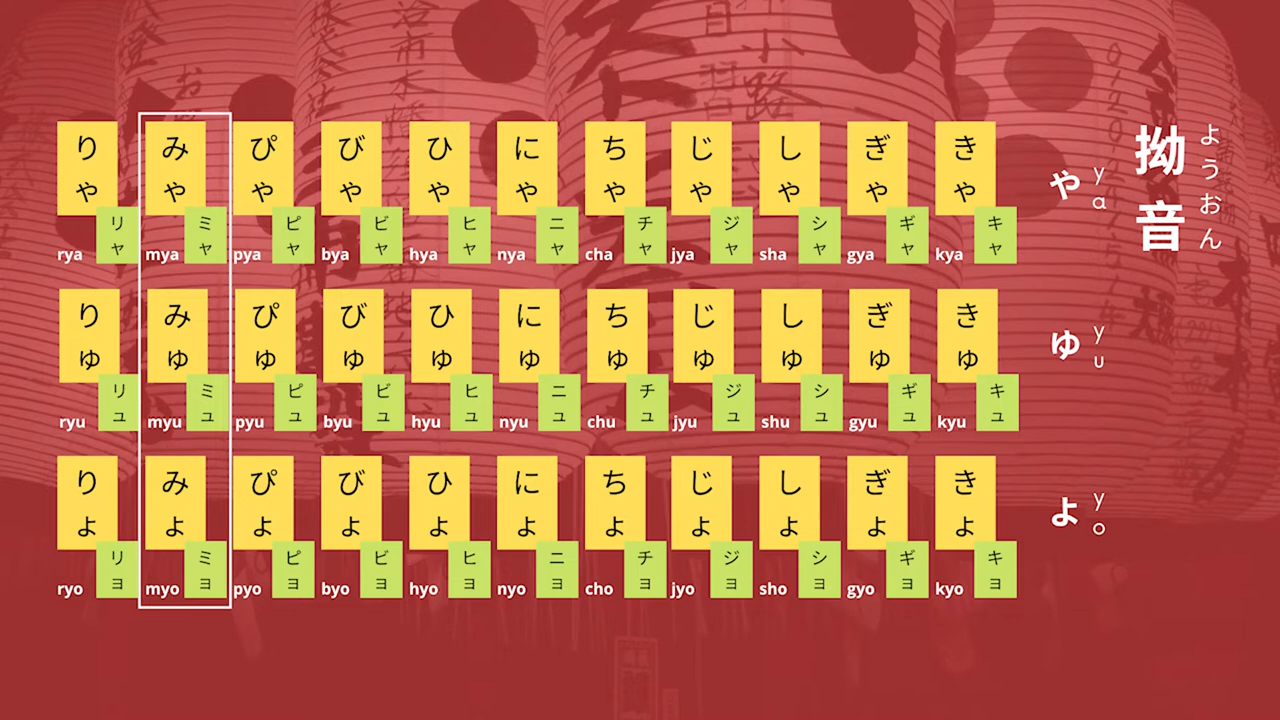 ようおん
拗音
ya
や
yu
ゆ
yo
よ
きゃ キャ kya
ぎゃ ギャ gya
しゃ シャ sha
じゃ ジャ jya
ちゃ チャ cha
にゃ ニャ nya
ひゃ ヒャ hya
びゃ ビャ bya
ぴゃ ピャ pya
みゃ ミャ mya
りゃ リャ rya
きゅ キュ kyu
ぎゅ ギュ gyu
しゅ シュ shu
じゅ ジュ jyu
ちゅ チュ chu
にゅ ニュ nyu
ひゅ ヒュ hyu
びゅ ビュ byu
ぴゅ ピュ pyu
みゅ ミュ myu
りゅ リュ ryu
きょ キョ kyo
ぎょ ギョ gyo
しょ ショ sho
じょ ジョ jyo
ちょ チョ cho
にょ ニョ nyo
ひょ ヒョ hyo
びょ ビョ byo
ぴょ ピョ pyo
みょ ミョ myo
りょ リョ ryo